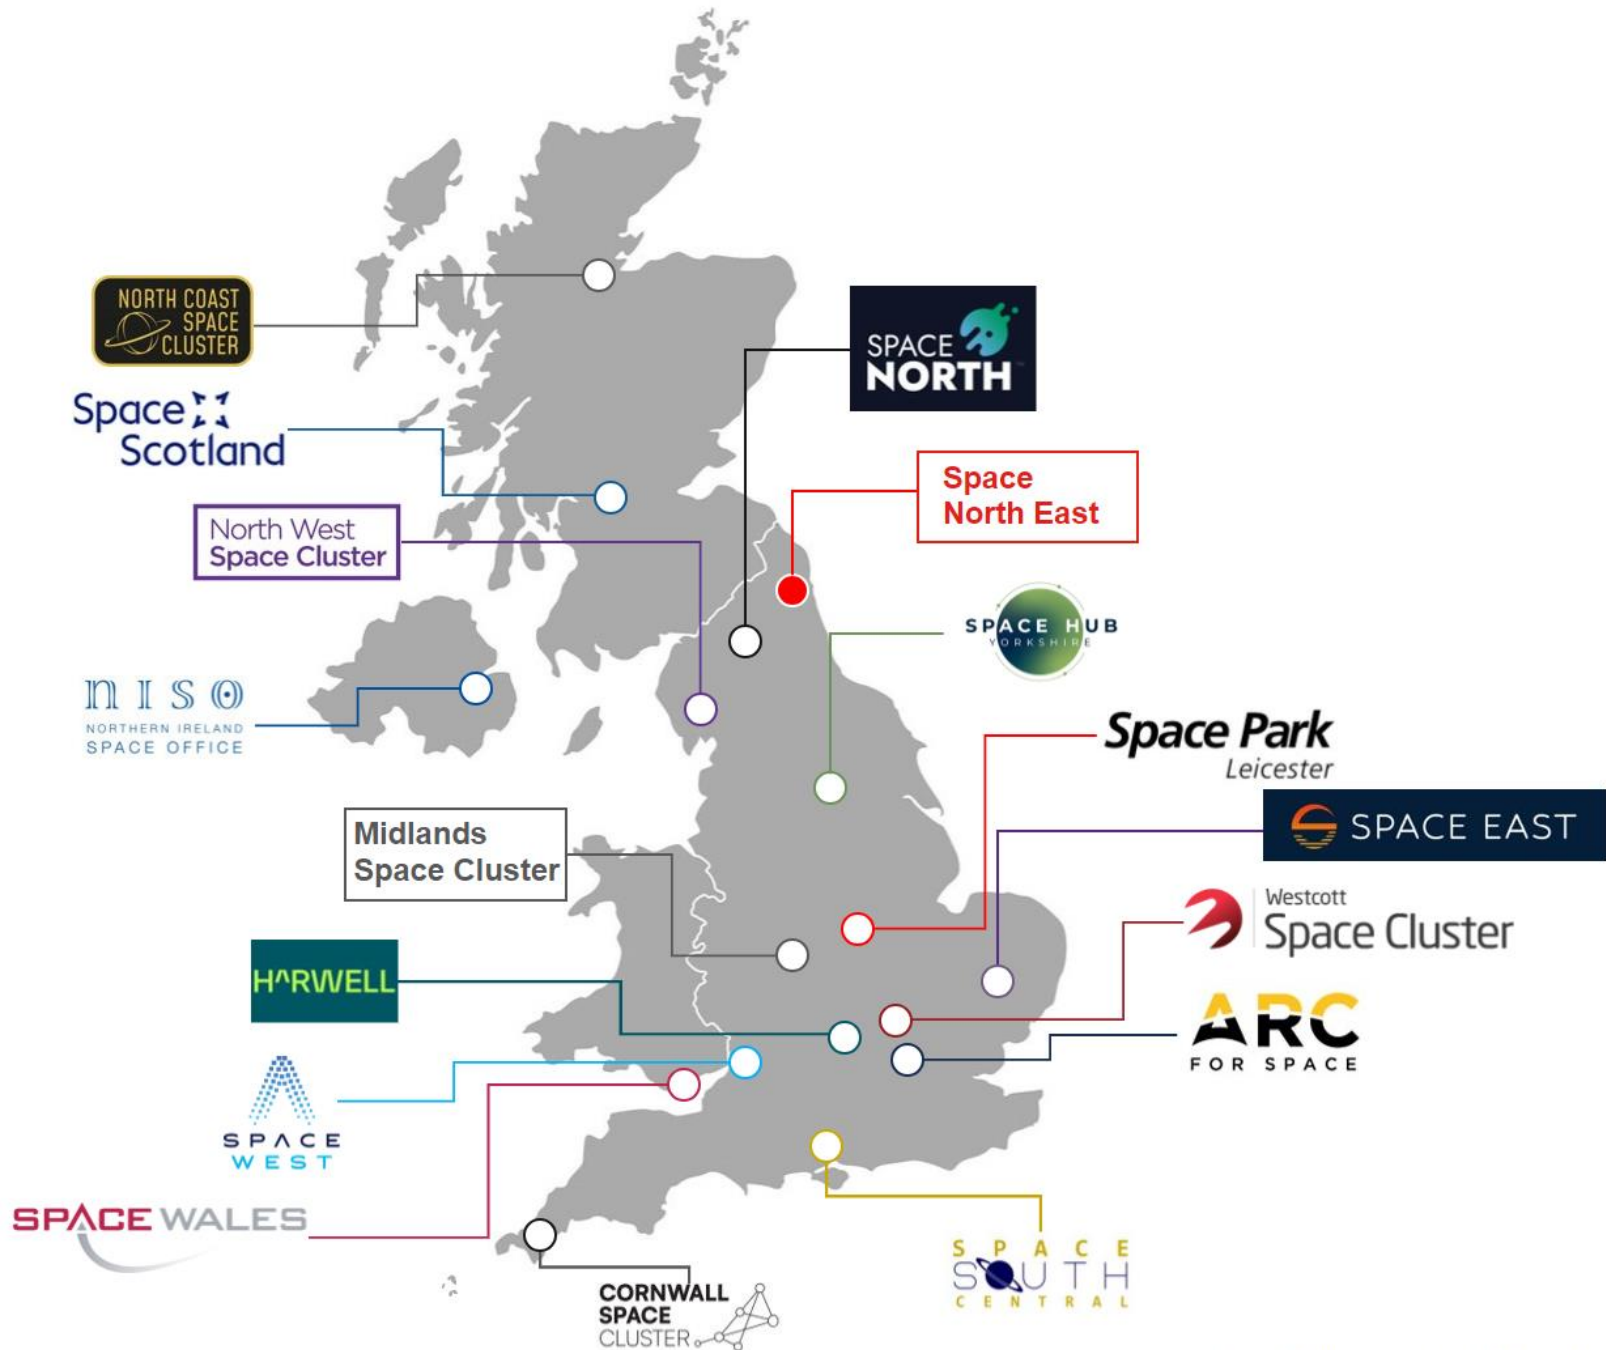 NORTH COAST
SPACE
CLUSTER
SPACE
NORTH
Space
Scotland
Space
North East
North West
Space Cluster
SPACE HUB
YORKSHIRE
NISO
NORTHERN IRELAND
SPACE OFFICE
Space Park
Leicester
SPACE EAST
Midlands
Space Cluster
Westcott
Space Cluster
HARWELL
ARC
FOR SPACE
SPACE
WEST
SPACE WALES
SPACE
SOUTH
CENTRAL
CORNWALL
SPACE
CLUSTER